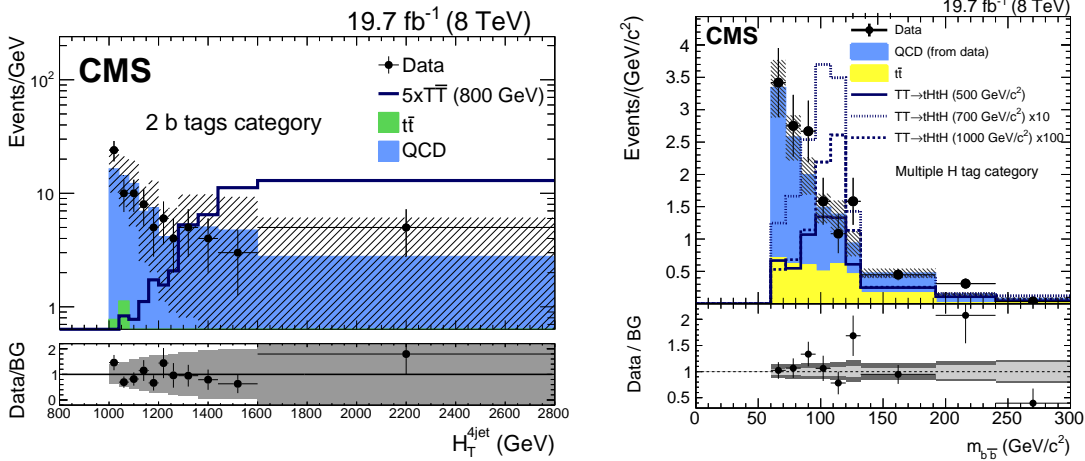 19.7 fb⁻¹ (8 TeV)
CMS
Data
5xTT̅ (800 GeV)
2 b tags category
tt̅
QCD
Events/GeV
10²
10
1
Data/BG
2
1
0
800 1000 1200 1400 1600 1800 2000 2200 2400 2600 2800
H_T^4jet (GeV)
19.7 fb⁻¹ (8 TeV)
CMS
Data
QCD (from data)
tt̅
TT→tHtH (500 GeV/c²)
TT→tHtH (700 GeV/c²) x10
TT→tHtH (1000 GeV/c²) x100
Multiple H tag category
Events/(GeV/c²)
4
3.5
3
2.5
2
1.5
1
0.5
Data / BG
2
1.5
1
0.5
0 50 100 150 200 250 300
m_bb̅ (GeV/c²)